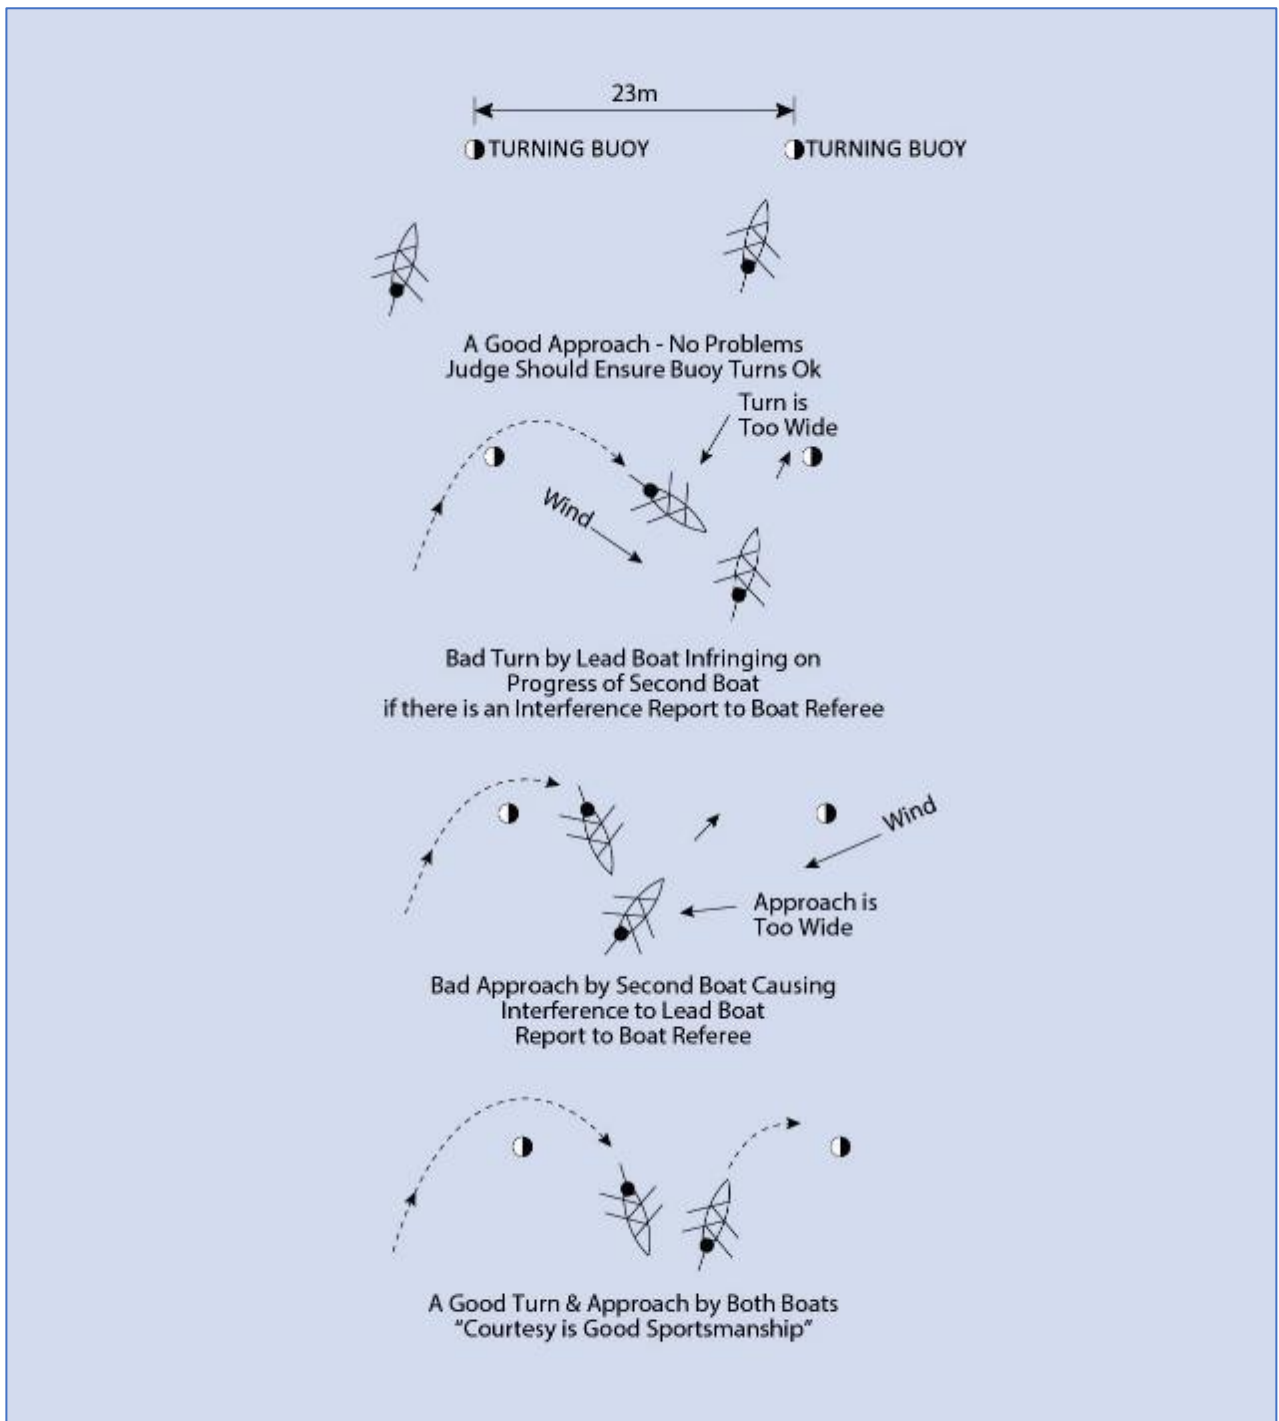 23m
TURNING BUOY
TURNING BUOY
A Good Approach - No Problems
Judge Should Ensure Buoy Turns Ok
Turn is
Too Wide
Wind
Bad Turn by Lead Boat Infringing on
Progress of Second Boat
if there is an Interference Report to Boat Referee
Wind
Approach is
Too Wide
Bad Approach by Second Boat Causing
Interference to Lead Boat
Report to Boat Referee
A Good Turn & Approach by Both Boats
“Courtesy is Good Sportsmanship”